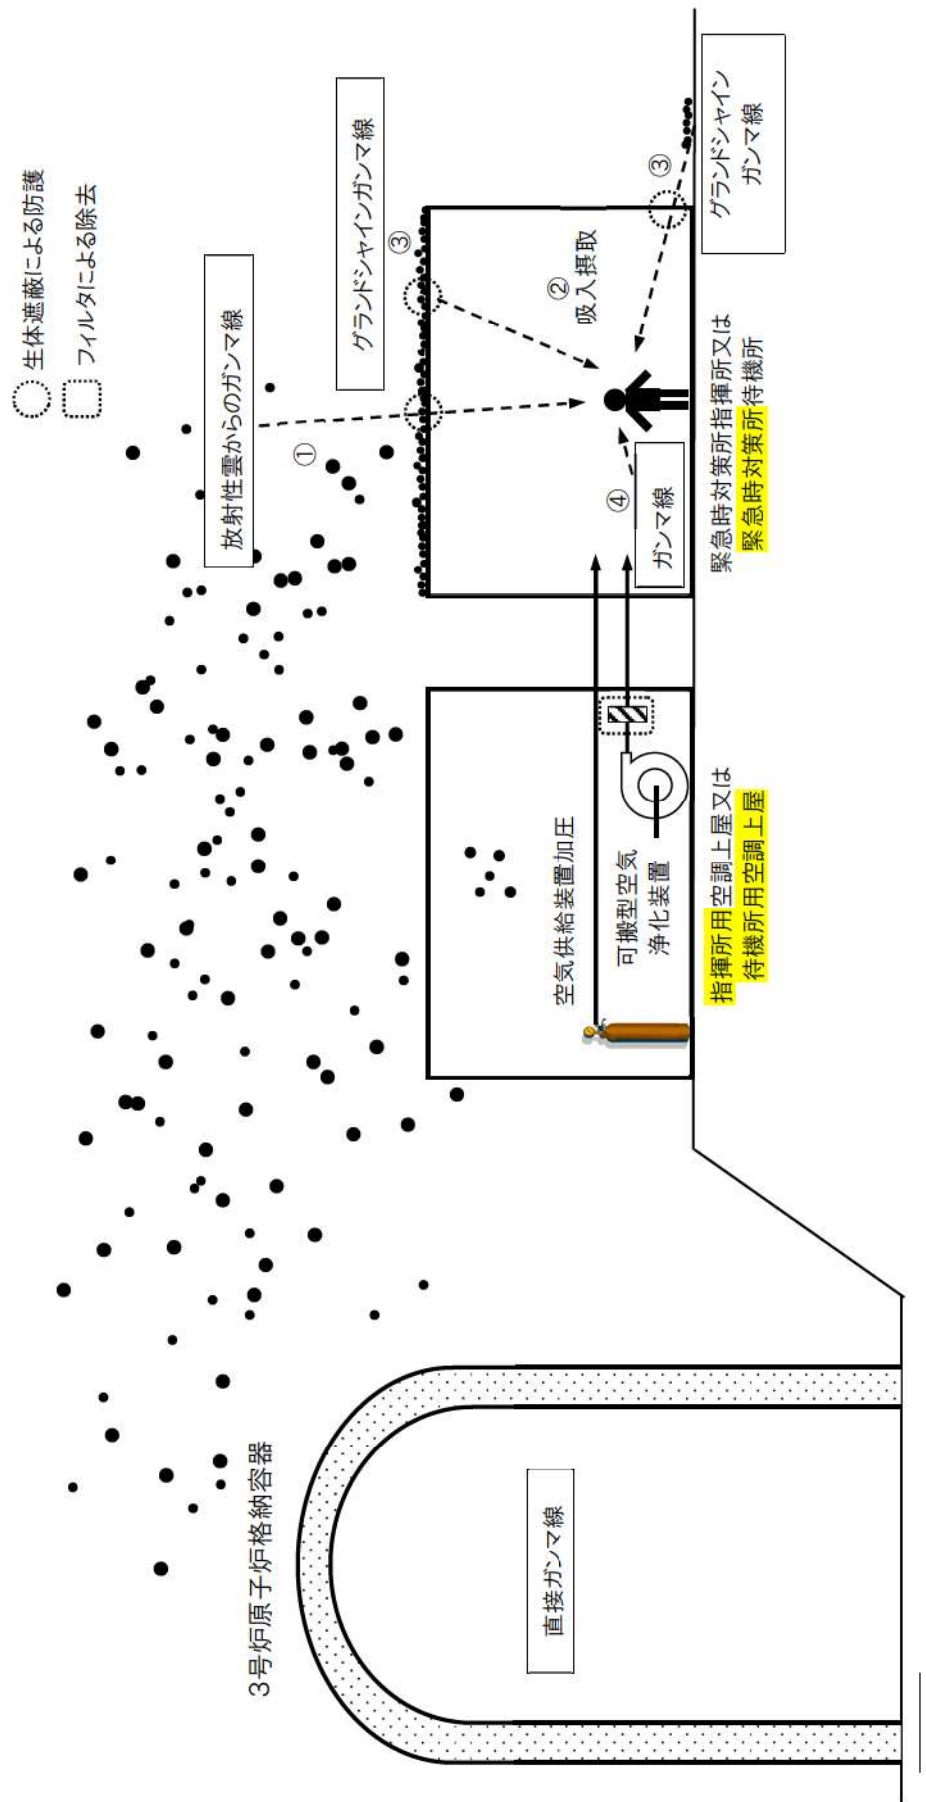 生体遮蔽による防護
フィルタによる除去
放射性雲からのガンマ線
グランドシャインガンマ線
①
③
②
吸入摂取
③
④
ガンマ線
グランドシャイン
ガンマ線
緊急時対策所指揮所又は
緊急時対策所待機所
空気供給装置加圧
可搬型空気
浄化装置
指揮所用空調上屋又は
待機所用空調上屋
3号炉原子炉格納容器
直接ガンマ線